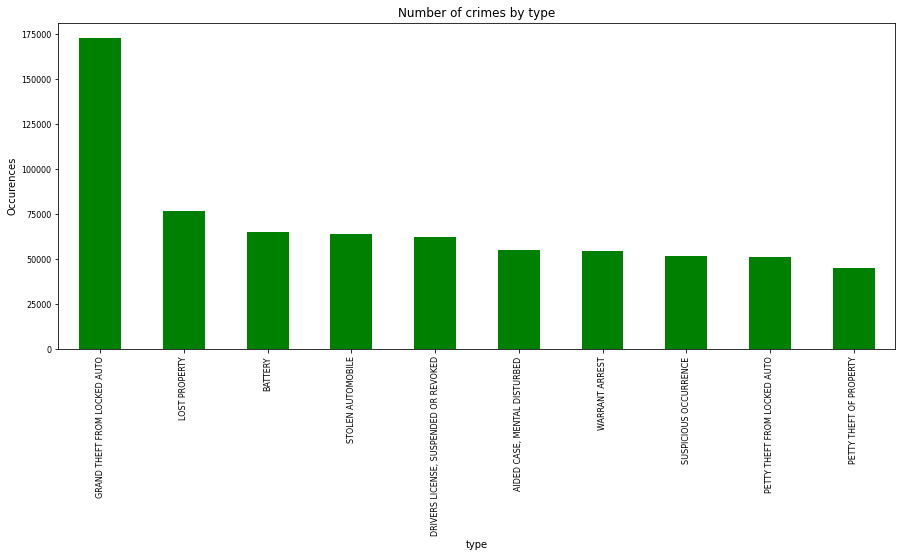 Number of crimes by type
Occurences
175000
150000
125000
100000
75000
50000
25000
0
GRAND THEFT FROM LOCKED AUTO
LOST PROPERTY
BATTERY
STOLEN AUTOMOBILE
DRIVERS LICENSE, SUSPENDED OR REVOKED
AIDED CASE, MENTAL DISTURBED
WARRANT ARREST
SUSPICIOUS OCCURRENCE
PETTY THEFT FROM LOCKED AUTO
PETTY THEFT OF PROPERTY
type